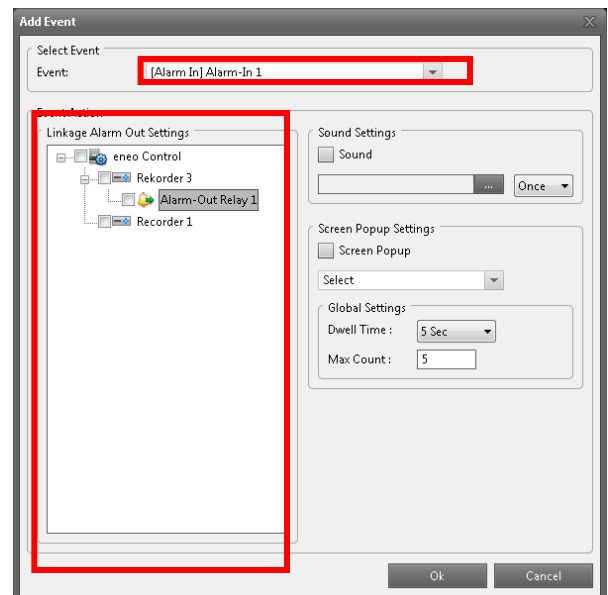 Add Event
Select Event
Event: [Alarm In] Alarm-In 1
Event Action
Linkage Alarm Out Settings
eneo Control
Rekorder 3
Alarm-Out Relay 1
Recorder 1
Sound Settings
Sound
... Once
Screen Popup Settings
Screen Popup
Select
Global Settings
Dwell Time : 5 Sec
Max Count : 5
Ok Cancel